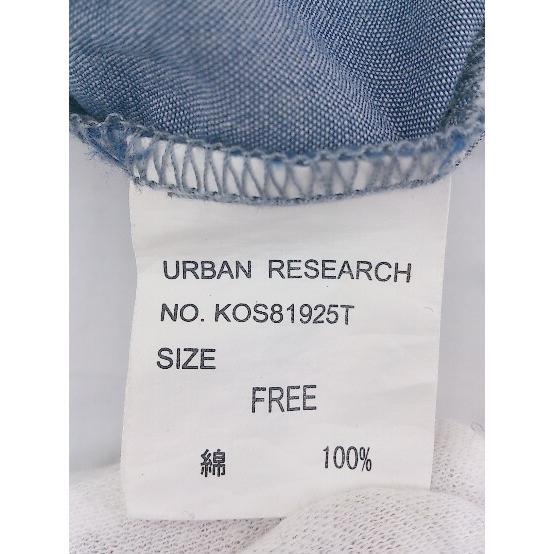 URBAN RESEARCH
NO. KOS81925T
SIZE
FREE
綿 100%